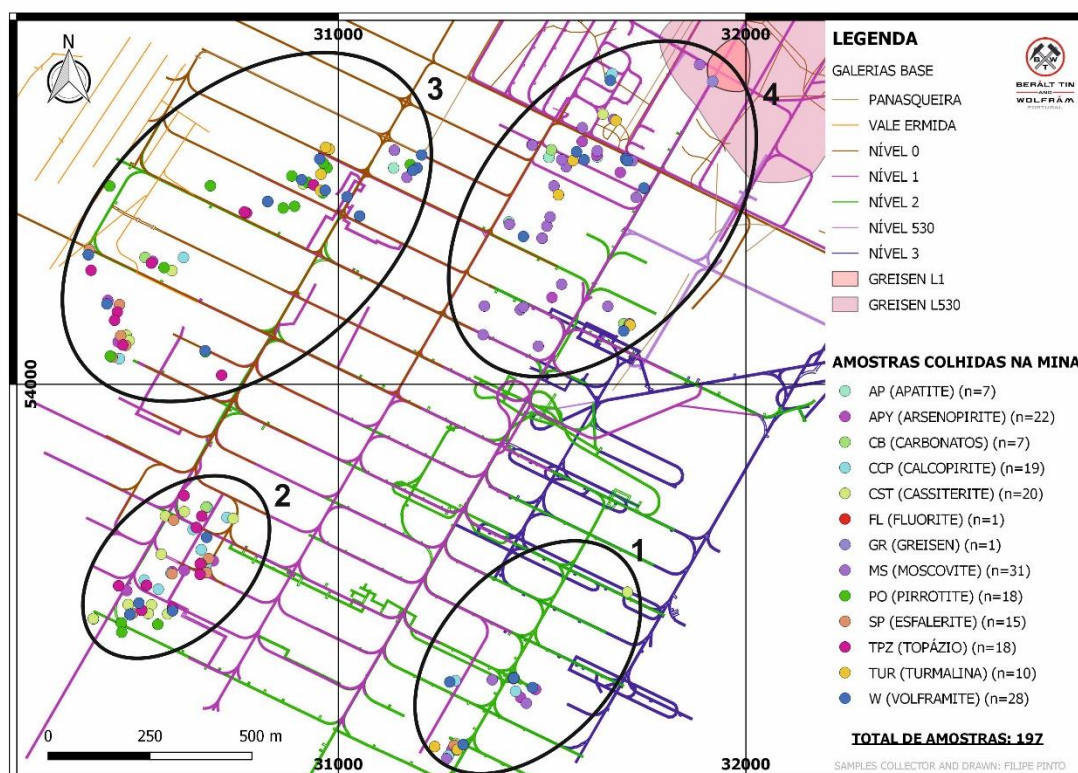 31000
32000
N
3
4
54000
2
1
0
250
500 m
31000
32000
LEGENDA
BERÁLT TIN
AND
WOLFRÂM
PORTUGAL
B
W
T
GALERIAS BASE
PANASQUEIRA
VALE ERMIDA
NÍVEL 0
NÍVEL 1
NÍVEL 2
NÍVEL 530
NÍVEL 3
GREISEN L1
GREISEN L530
AMOSTRAS COLHIDAS NA MINA
AP (APATITE) (n=7)
APY (ARSENOPIRITE) (n=22)
CB (CARBONATOS) (n=7)
CCP (CALCOPIRITE) (n=19)
CST (CASSITERITE) (n=20)
FL (FLUORITE) (n=1)
GR (GREISEN) (n=1)
MS (MOSCOVITE) (n=31)
PO (PIRROTITE) (n=18)
SP (ESFALERITE) (n=15)
TPZ (TOPÁZIO) (n=18)
TUR (TURMALINA) (n=10)
W (VOLFRAMITE) (n=28)
TOTAL DE AMOSTRAS: 197
SAMPLES COLLECTOR AND DRAWN: FILIPE PINTO